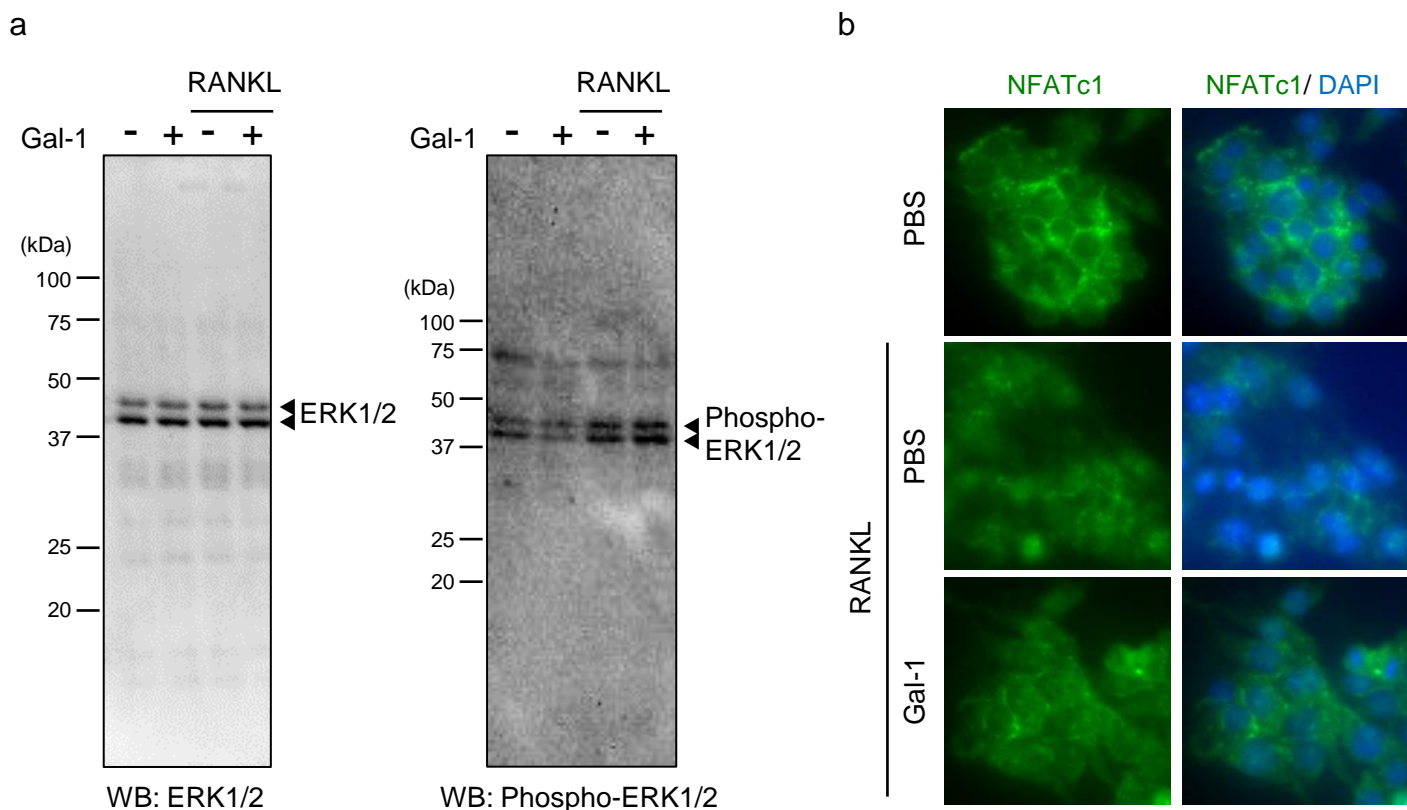 a
RANKL
Gal-1 - + - +
(kDa)
100
75
50
37
25
20
ERK1/2
WB: ERK1/2
RANKL
Gal-1 - + - +
(kDa)
100
75
50
37
25
20
Phospho-
ERK1/2
WB: Phospho-ERK1/2
b
NFATc1 NFATc1/ DAPI
PBS
RANKL
PBS
Gal-1